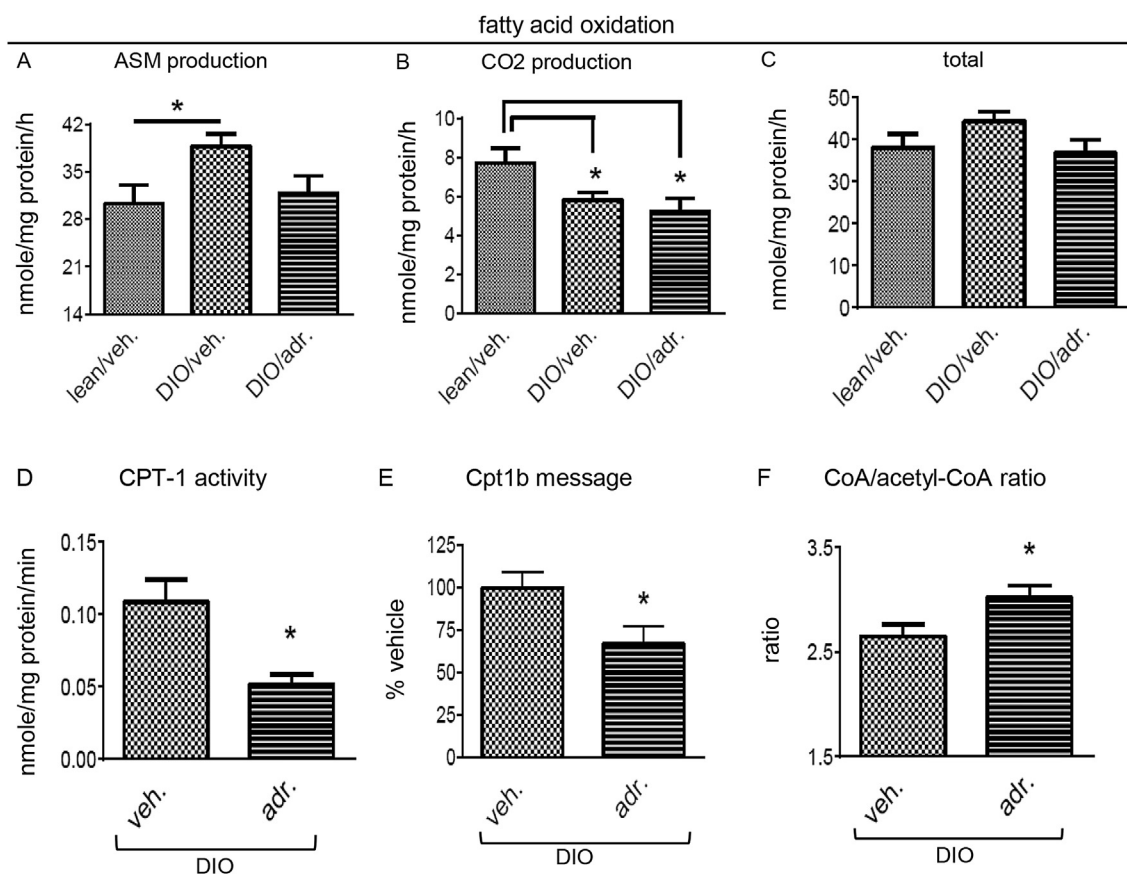 fatty acid oxidation
A ASM production
nmole/mg protein/h
42
35
28
21
14
*
lean/veh.
DIO/veh.
DIO/adr.
B CO2 production
nmole/mg protein/h
10
8
6
4
2
0
*
*
lean/veh.
DIO/veh.
DIO/adr.
C total
nmole/mg protein/h
50
40
30
20
10
0
lean/veh.
DIO/veh.
DIO/adr.
D CPT-1 activity
nmole/mg protein/min
0.15
0.10
0.05
0.00
*
veh.
adr.
DIO
E Cpt1b message
% vehicle
125
100
75
50
25
0
*
veh.
adr.
DIO
F CoA/acetyl-CoA ratio
ratio
3.5
2.5
1.5
*
veh.
adr.
DIO